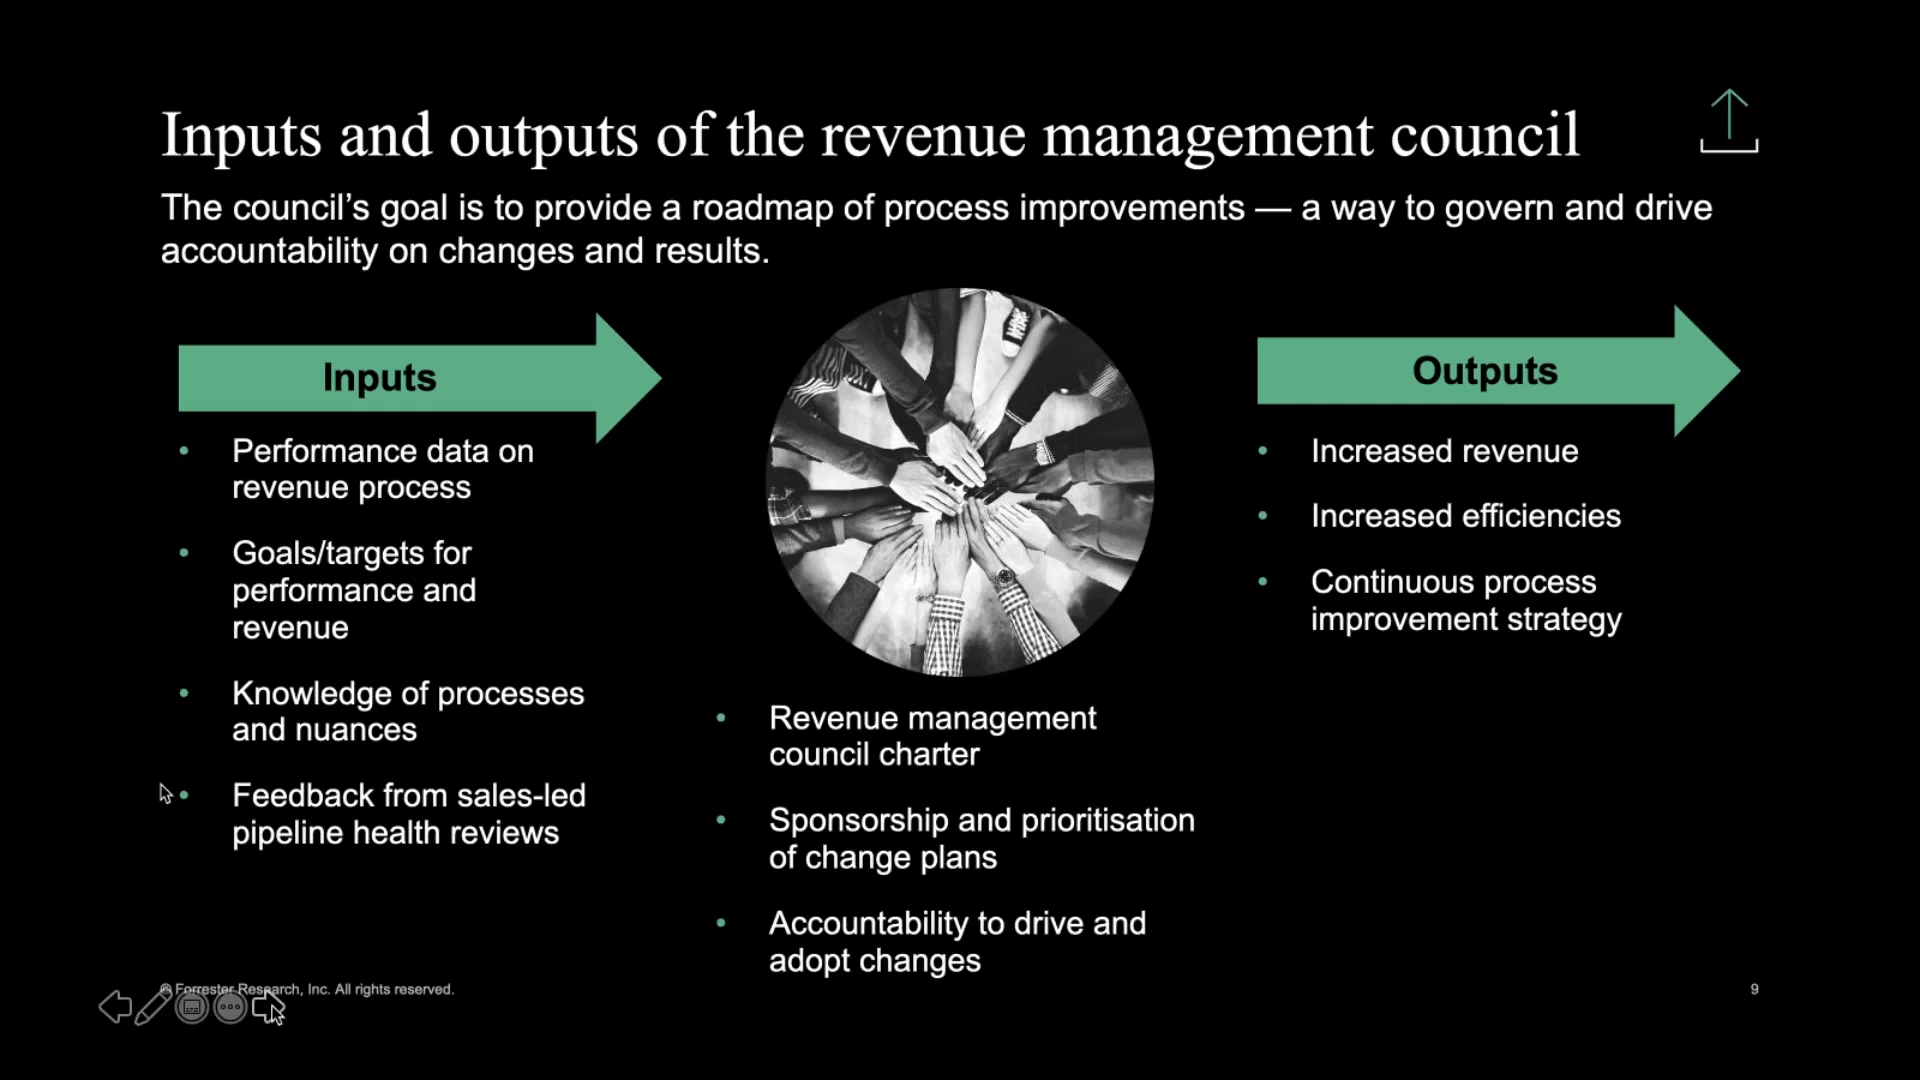 Inputs and outputs of the revenue management council
The council’s goal is to provide a roadmap of process improvements — a way to govern and drive
accountability on changes and results.
Inputs
• Performance data on
revenue process
• Goals/targets for
performance and
revenue
• Knowledge of processes
and nuances
• Feedback from sales-led
pipeline health reviews
• Revenue management
council charter
• Sponsorship and prioritisation
of change plans
• Accountability to drive and
adopt changes
Outputs
• Increased revenue
• Increased efficiencies
• Continuous process
improvement strategy
© Forrester Research, Inc. All rights reserved.
9